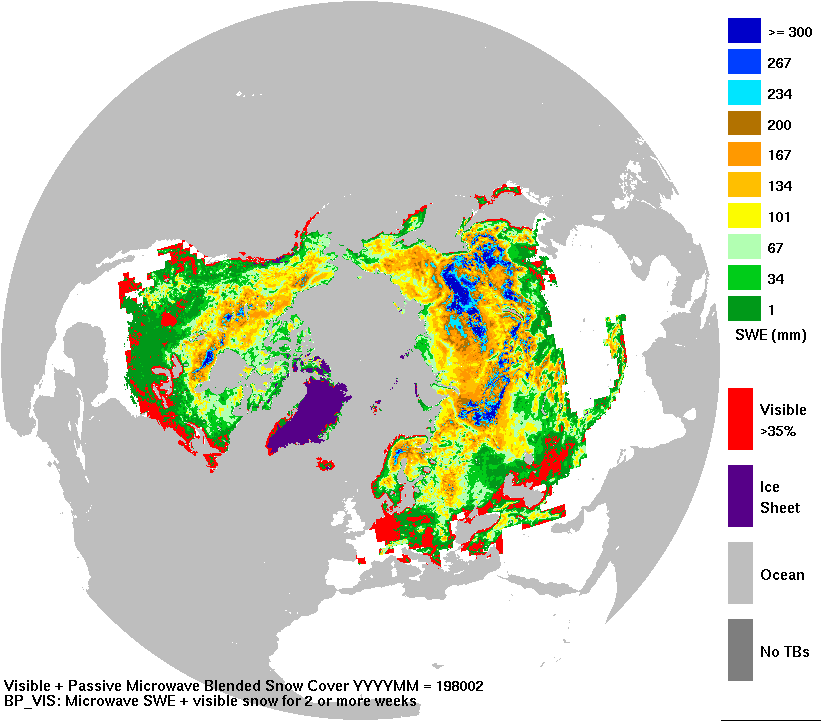 >= 300
267
234
200
167
134
101
67
34
1
SWE (mm)
Visible
>35%
Ice
Sheet
Ocean
No TBs
Visible + Passive Microwave Blended Snow Cover YYYYMM = 198002
BP_VIS: Microwave SWE + visible snow for 2 or more weeks